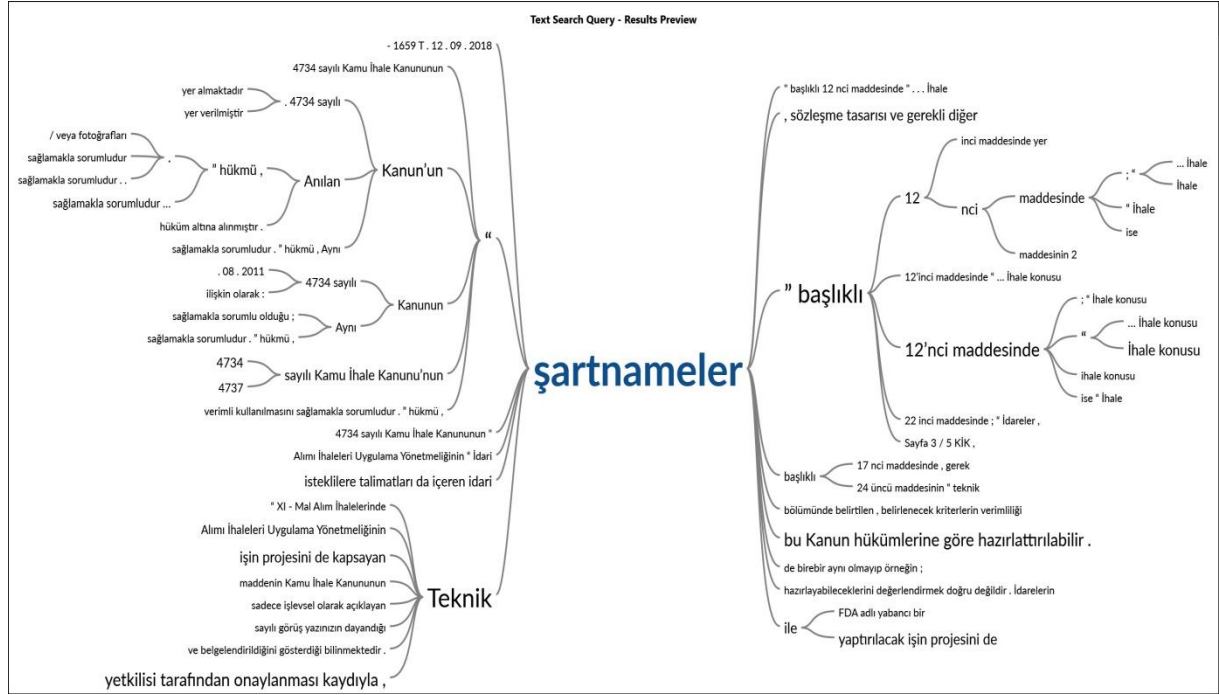 Text Search Query - Results Preview
- 1659 T . 12 . 09 . 2018
4734 sayılı Kamu İhale Kanununun
yer almaktadır
yer verilmiştir
. 4734 sayılı
/ veya fotoğrafları
sağlamakla sorumludur
sağlamakla sorumludur . .
.
sağlamakla sorumludur ...
” hükmü ,
hüküm altına alınmıştır .
Anılan
sağlamakla sorumludur . ” hükmü , Aynı
Kanun’un
. 08 . 2011
ilişkin olarak :
4734 sayılı
sağlamakla sorumlu olduğu ;
sağlamakla sorumludur . ” hükmü ,
Aynı
Kanunun
4734
4737
sayılı Kamu İhale Kanunu’nun
verimli kullanılmasını sağlamakla sorumludur . ” hükmü ,
“
4734 sayılı Kamu İhale Kanununun “
Alımı İhaleleri Uygulama Yönetmeliğinin “ İdari
isteklilere talimatları da içeren idari
“ XI - Mal Alım İhalelerinde
Alımı İhaleleri Uygulama Yönetmeliğinin
işin projesini de kapsayan
maddenin Kamu İhale Kanununun
sadece işlevsel olarak açıklayan
sayılı görüş yazınızın dayandığı
ve belgelendirildiğini gösterdiği bilinmektedir .
yetkilisi tarafından onaylanması kaydıyla ,
Teknik
şartnameler
“ başlıklı 12 nci maddesinde “ . . . İhale
, sözleşme tasarısı ve gerekli diğer
” başlıklı
12
inci maddesinde yer
nci
maddesinde
; “
... İhale
İhale
“ İhale
ise
maddesinin 2
12’inci maddesinde “ ... İhale konusu
12’nci maddesinde
; “ İhale konusu
“
... İhale konusu
İhale konusu
ihale konusu
ise “ İhale
22 inci maddesinde ; “ İdareler ,
Sayfa 3 / 5 KİK ,
başlıklı
17 nci maddesinde , gerek
24 üncü maddesinin “ teknik
bölümünde belirtilen , belirlenecek kriterlerin verimliliği
bu Kanun hükümlerine göre hazırlattırılabilir .
de birebir aynı olmayıp örneğin ;
hazırlayabileceklerini değerlendirmek doğru değildir . İdarelerin
ile
FDA adlı yabancı bir
yaptırılacak işin projesini de